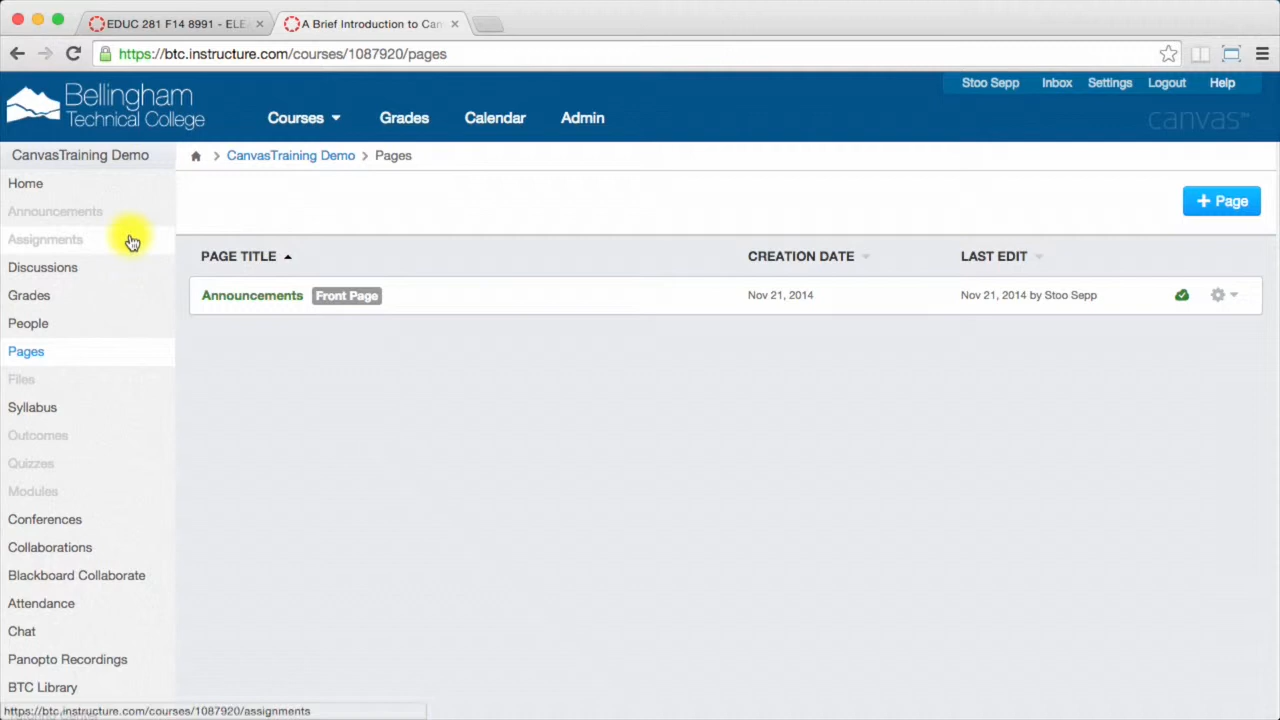 EDUC 281 F14 8991 - ELE
A Brief Introduction to Can
https://btc.instructure.com/courses/1087920/pages
Stoo Sepp Inbox Settings Logout Help
Bellingham
Technical College
Courses Grades Calendar Admin
canvas
CanvasTraining Demo
CanvasTraining Demo > Pages
Home
Announcements
Assignments
Discussions
Grades
People
Pages
Files
Syllabus
Outcomes
Quizzes
Modules
Conferences
Collaborations
Blackboard Collaborate
Attendance
Chat
Panopto Recordings
BTC Library
+ Page
PAGE TITLE CREATION DATE LAST EDIT
Announcements Front Page Nov 21, 2014 Nov 21, 2014 by Stoo Sepp
https://btc.instructure.com/courses/1087920/assignments